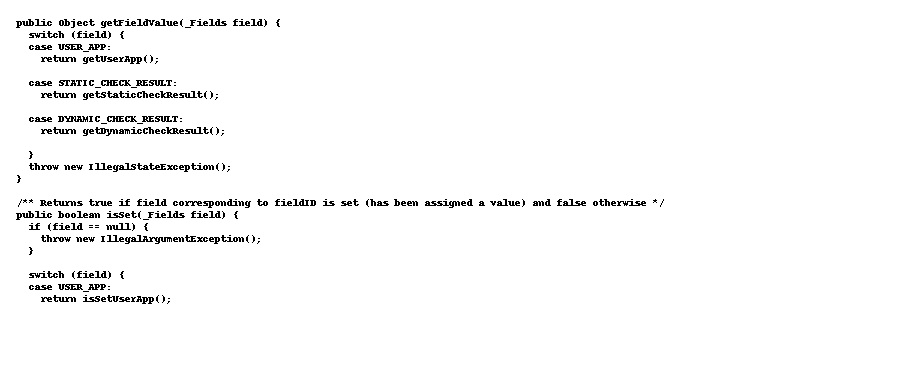 public Object getFieldValue(_Fields field) {
  switch (field) {
  case USER_APP:
    return getUserApp();

  case STATIC_CHECK_RESULT:
    return getStaticCheckResult();

  case DYNAMIC_CHECK_RESULT:
    return getDynamicCheckResult();

  }
  throw new IllegalStateException();
}

/** Returns true if field corresponding to fieldID is set (has been assigned a value) and false otherwise */
public boolean isSet(_Fields field) {
  if (field == null) {
    throw new IllegalArgumentException();
  }

  switch (field) {
  case USER_APP:
    return isSetUserApp();